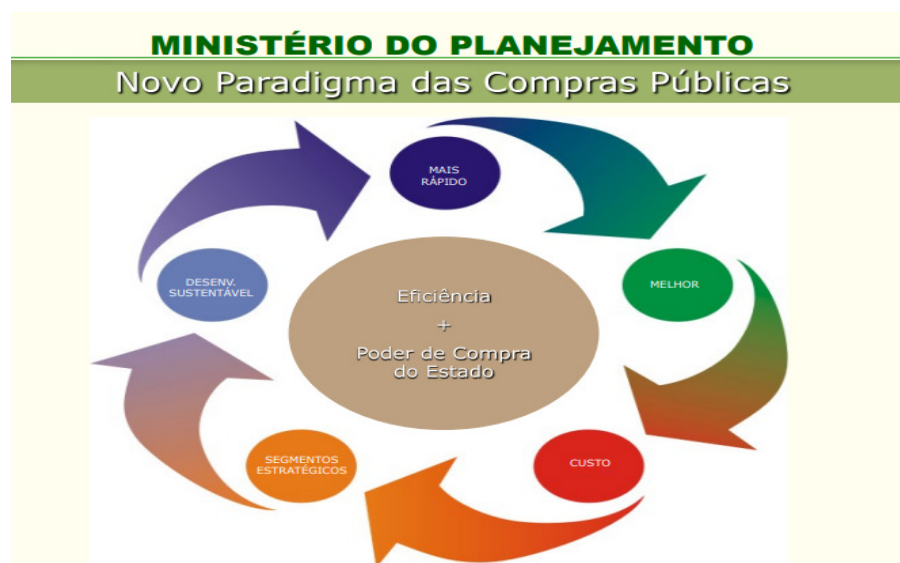 MINISTÉRIO DO PLANEJAMENTO
Novo Paradigma das Compras Públicas
MAIS
RÁPIDO
MELHOR
CUSTO
SEGMENTOS
ESTRATÉGICOS
DESENV.
SUSTENTÁVEL
Eficiência
+
Poder de Compra
do Estado